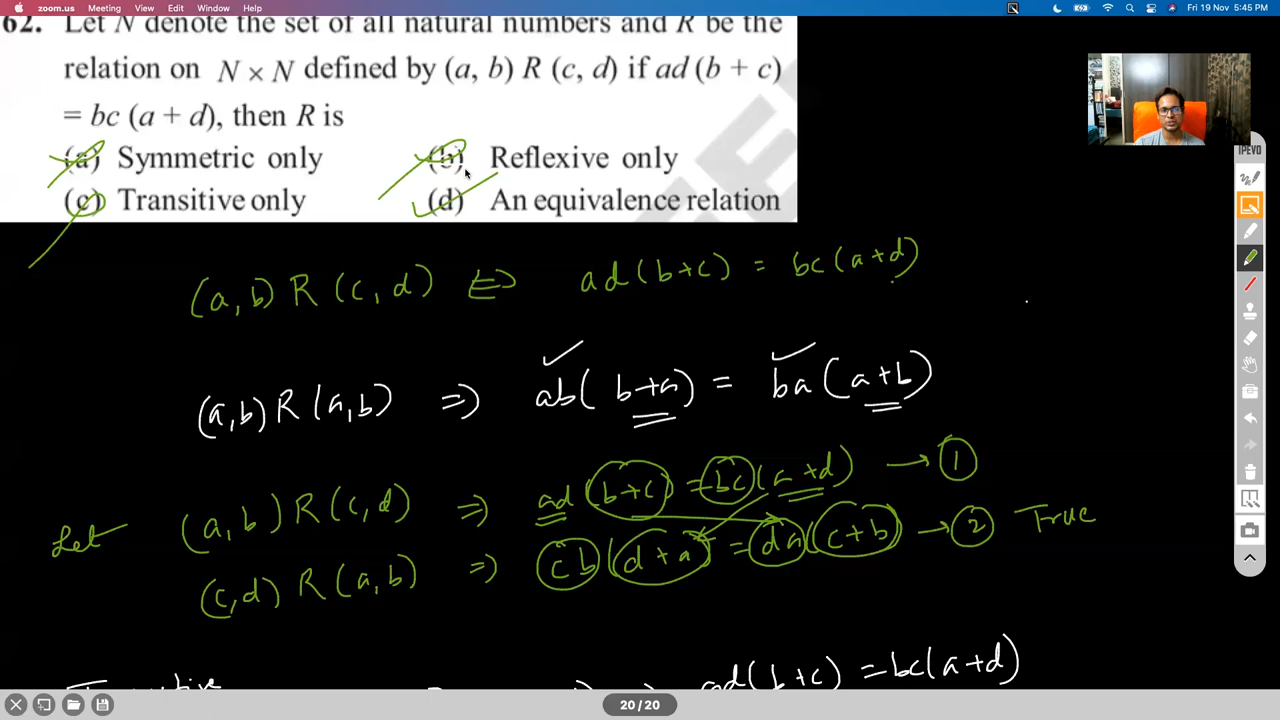 zoom.us Meeting View Edit Window Help Fri 19 Nov 5:45 PM
62. Let N denote the set of all natural numbers and R be the
relation on N × N defined by (a, b) R (c, d) if ad (b + c)
= bc (a + d), then R is
(a) Symmetric only (b) Reflexive only
(c) Transitive only (d) An equivalence relation
(a, b) R (c, d) ⇔ ad(b+c) = bc(a+d)
(a,b) R (a,b) ⇒ ab(b+a) = ba(a+b)
Let (a,b) R (c,d) ⇒ ad(b+c) = bc(a+d) → 1
(c,d) R (a,b) ⇒ cb(d+a) = da(c+b) → 2 True
ad(b+c) = bc(a+d)
IPEVO
20 / 20